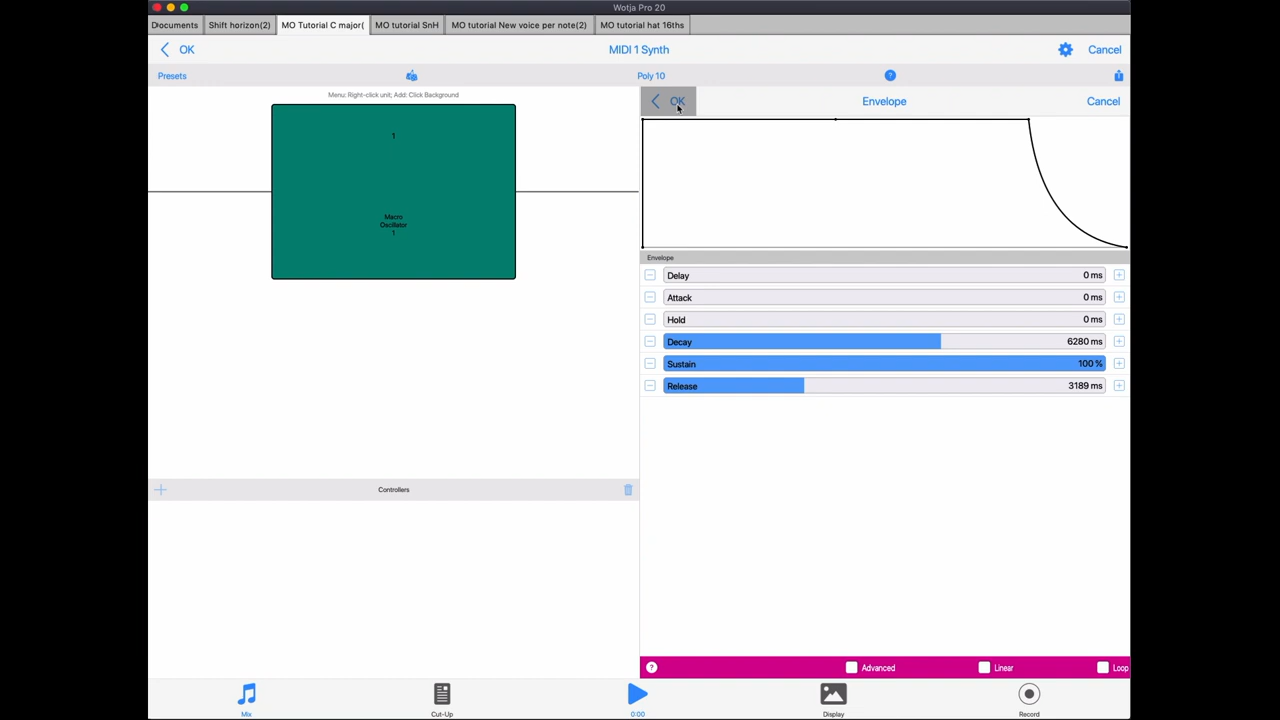 Wotja Pro 20
Documents
Shift horizon(2)
MO Tutorial C major(
MO tutorial SnH
MO tutorial New voice per note(2)
MO tutorial hat 16ths
OK
MIDI 1 Synth
Cancel
Presets
Poly 10
?
Menu: Right-click unit; Add: Click Background
1
Macro
Oscillator
1
OK
Envelope
Cancel
Envelope
Delay 0 ms
Attack 0 ms
Hold 0 ms
Decay 6280 ms
Sustain 100 %
Release 3189 ms
Controllers
? Advanced Linear Loop
Mix
Cut-Up
0:00
Display
Record